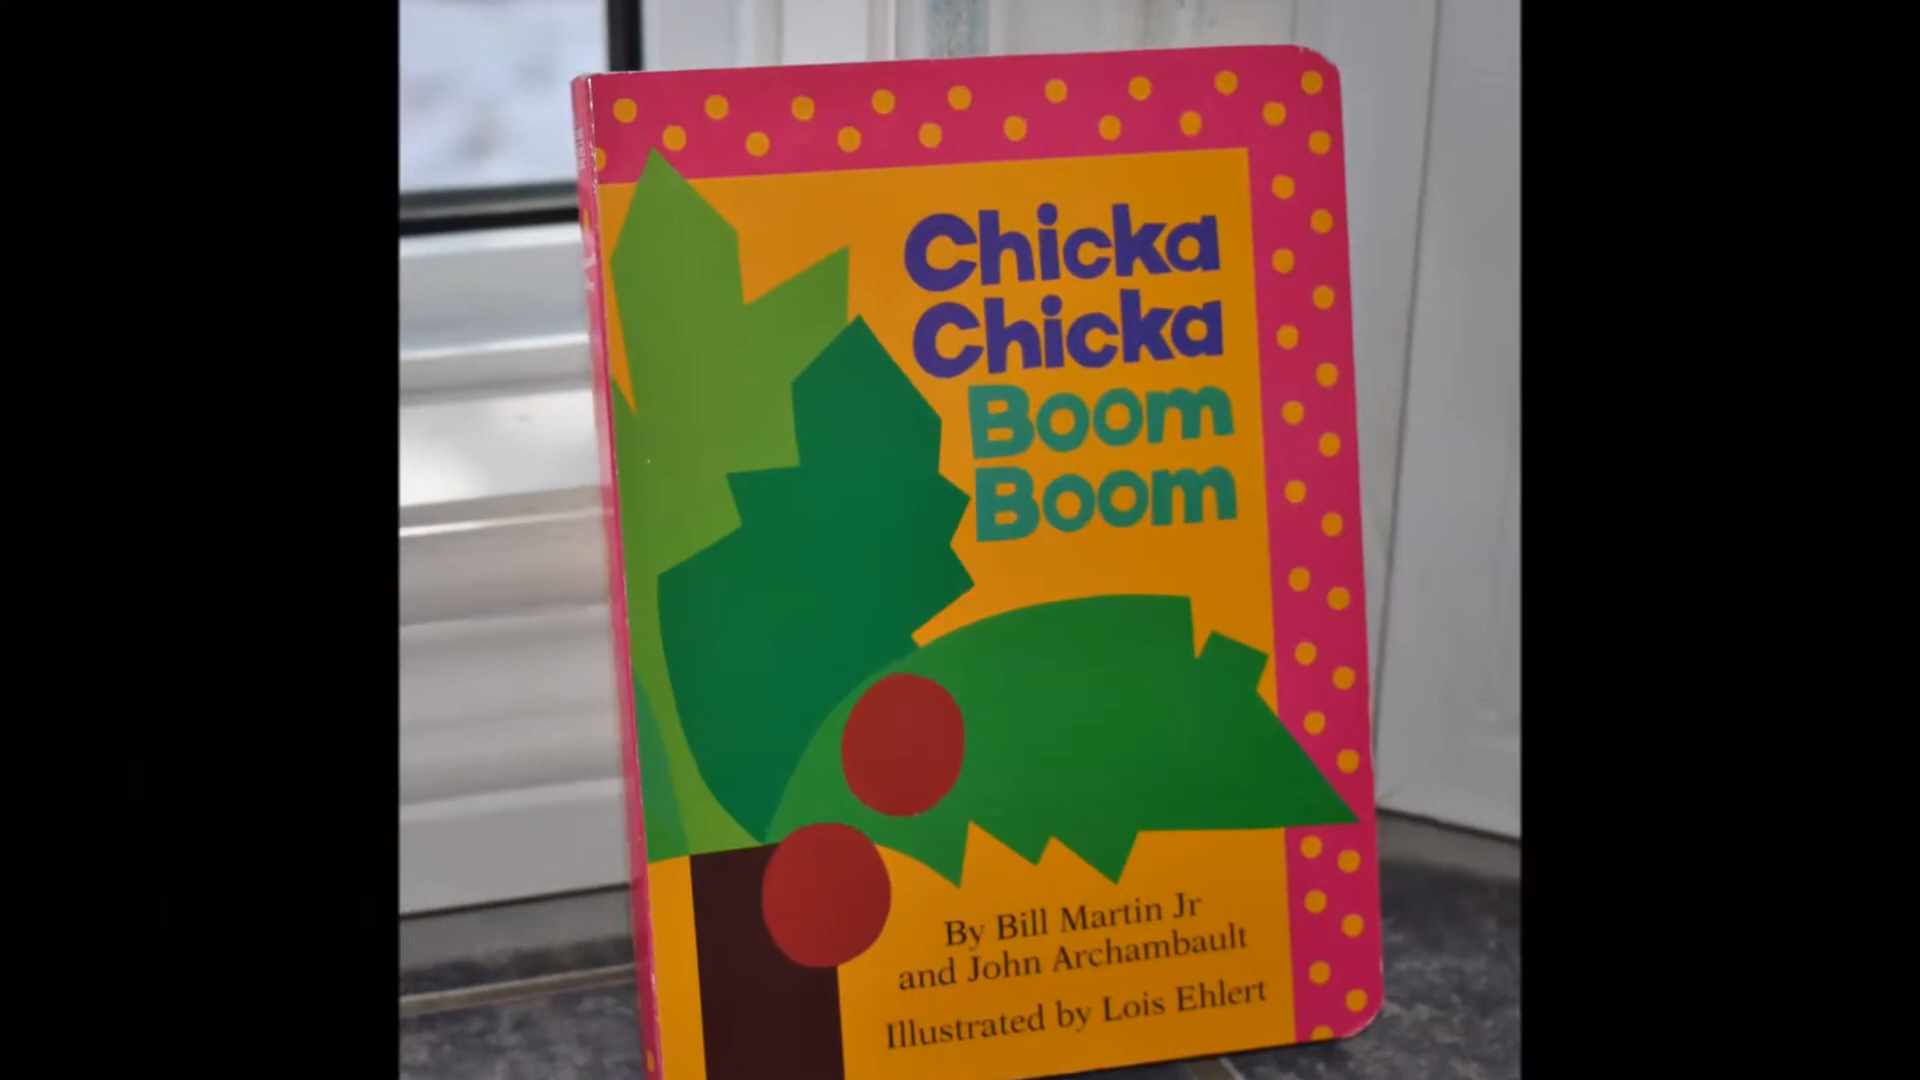 Chicka
Chicka
Boom
Boom
By Bill Martin Jr
and John Archambault
Illustrated by Lois Ehlert